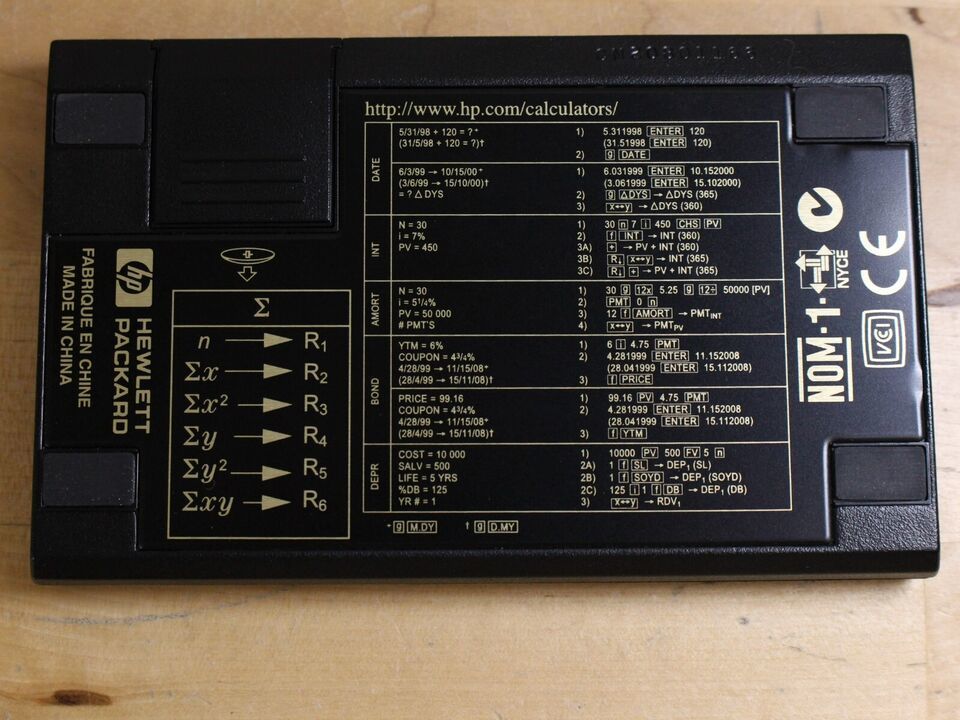 http://www.hp.com/calculators/
DATE
5/31/98 + 120 = ?*
(31/5/98 + 120 = ?)†
1) 5.311998 ENTER 120
(31.51998 ENTER 120)
2) g DATE
6/3/99 → 10/15/00*
(3/6/99 → 15/10/00)†
= ? Δ DYS
1) 6.031999 ENTER 10.152000
(3.061999 ENTER 15.102000)
2) g ΔDYS → ΔDYS (365)
3) x↔y → ΔDYS (360)
INT
N = 30
i = 7%
PV = 450
1) 30 n 7 i 450 CHS PV
2) f INT → INT (360)
3A) + → PV + INT (360)
3B) R↓ x↔y → INT (365)
3C) R↓ + → PV + INT (365)
AMORT
N = 30
i = 5¹/4%
PV = 50 000
# PMT'S
1) 30 g 12x 5.25 g 12÷ 50000 [PV]
2) PMT 0 n
3) 12 f AMORT → PMT INT
4) x↔y → PMT PV
BOND
YTM = 6%
COUPON = 4³/4%
4/28/99 → 11/15/08*
(28/4/99 → 15/11/08)†
1) 6 i 4.75 PMT
2) 4.281999 ENTER 11.152008
(28.041999 ENTER 15.112008)
3) f PRICE
PRICE = 99.16
COUPON = 4³/4%
4/28/99 → 11/15/08*
(28/4/99 → 15/11/08)†
1) 99.16 PV 4.75 PMT
2) 4.281999 ENTER 11.152008
(28.041999 ENTER 15.112008)
3) f YTM
DEPR
COST = 10 000
SALV = 500
LIFE = 5 YRS
%DB = 125
YR # = 1
1) 10000 PV 500 FV 5 n
2A) 1 f SL → DEP₁ (SL)
2B) 1 f SOYD → DEP₁ (SOYD)
2C) 125 i 1 f DB → DEP₁ (DB)
3) x↔y → RDV₁
* g M.DY † g D.MY
Σ
n → R₁
Σx → R₂
Σx² → R₃
Σy → R₄
Σy² → R₅
Σxy → R₆
hp HEWLETT
PACKARD
FABRIQUE EN CHINE
MADE IN CHINA
NOM-1-
NYCE
CE
VCI